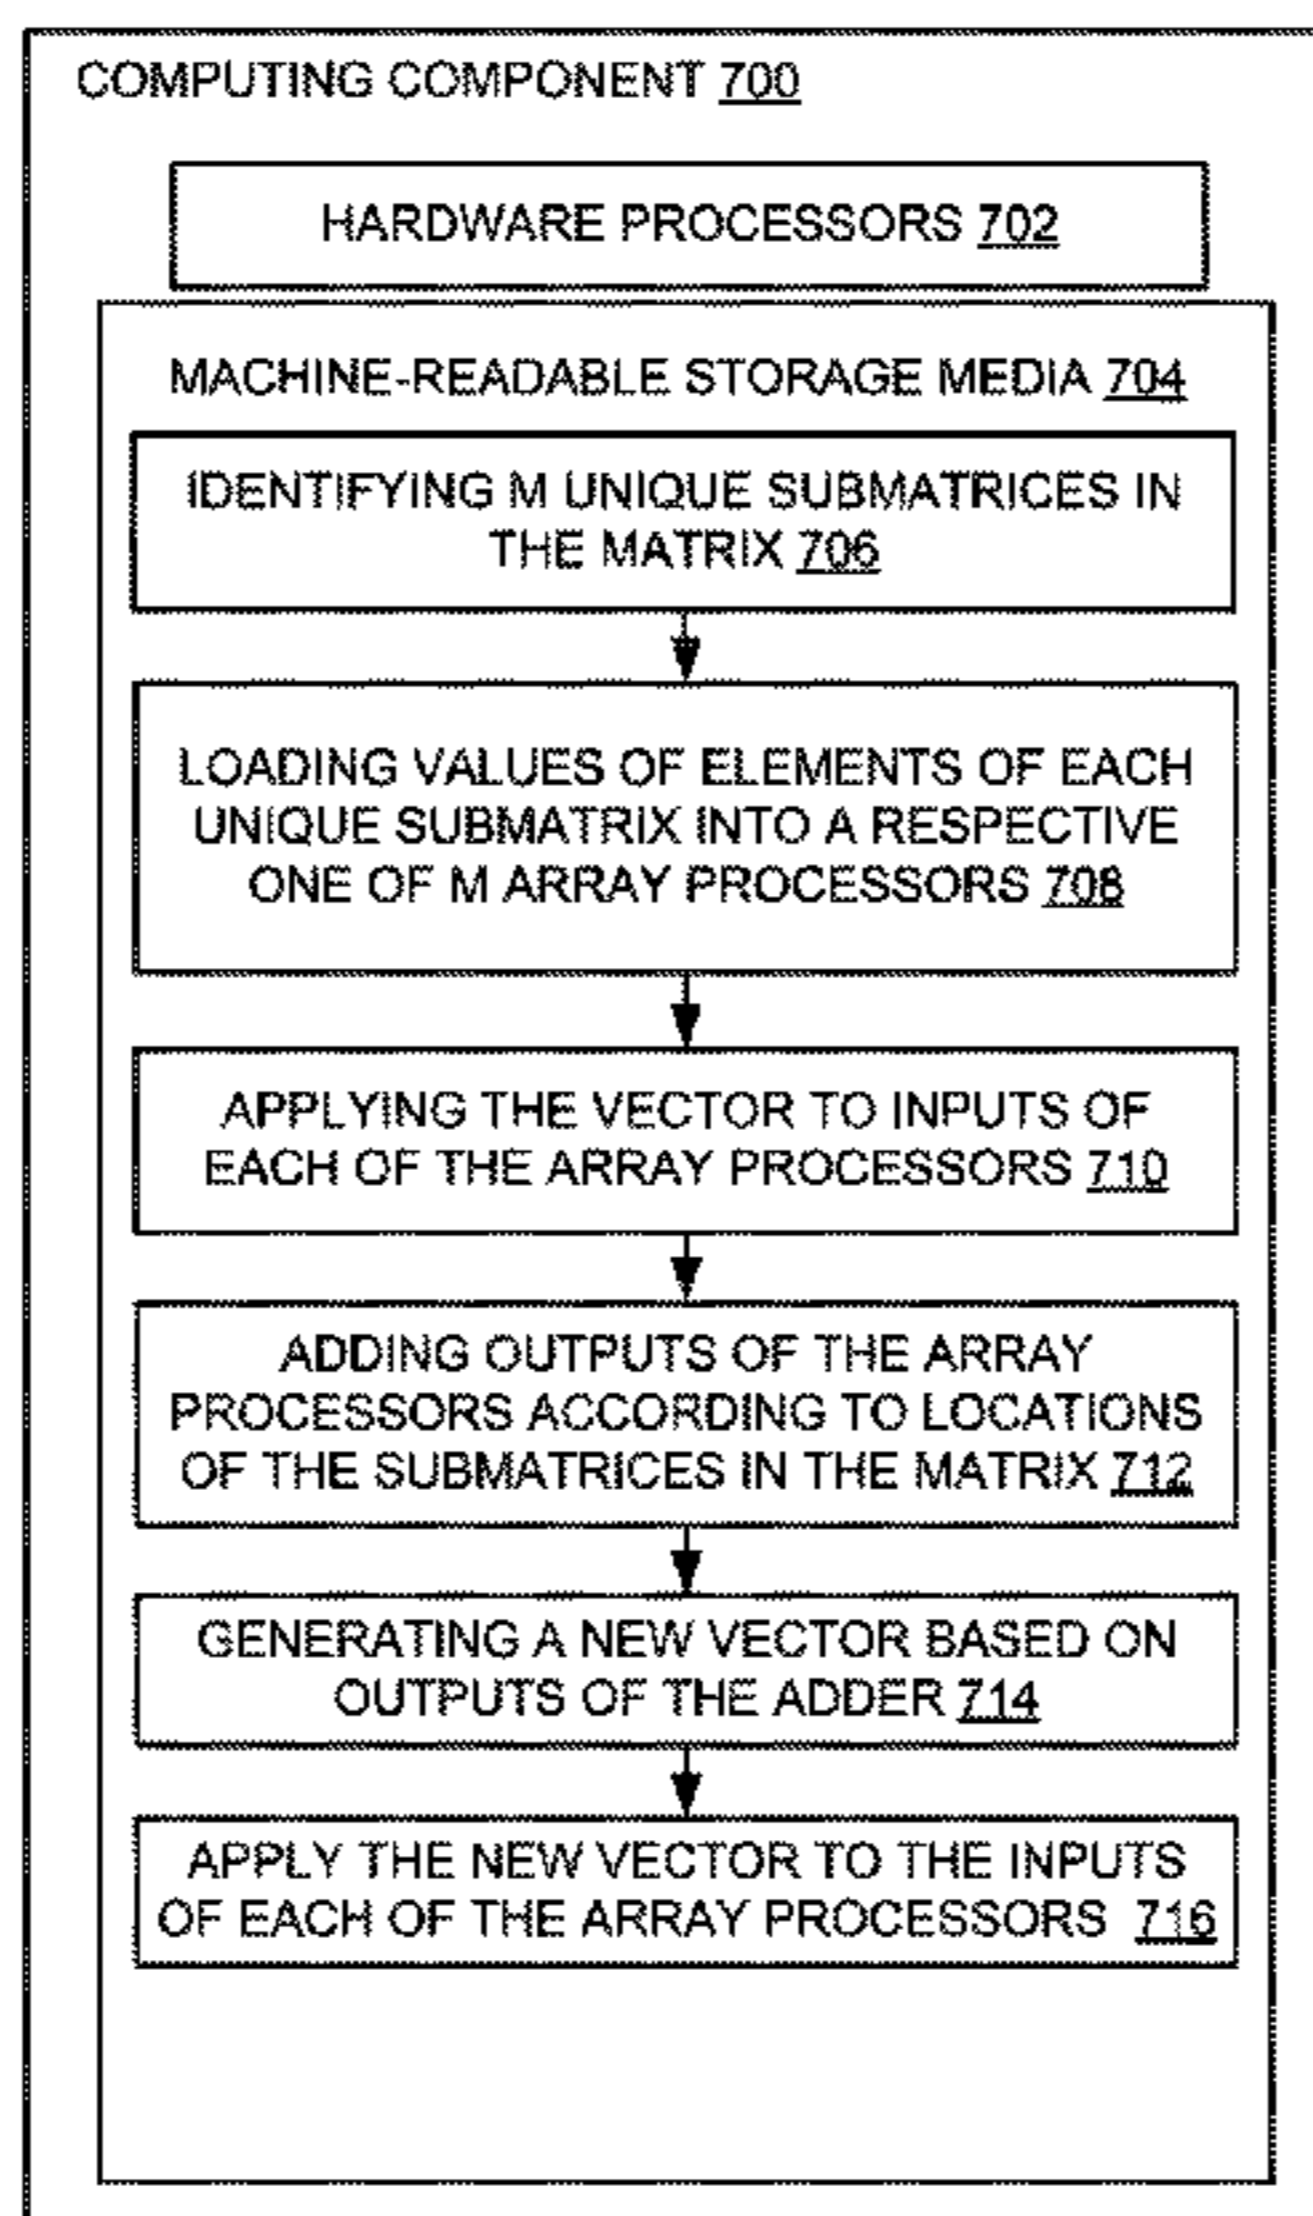 COMPUTING COMPONENT 700
HARDWARE PROCESSORS 702
MACHINE-READABLE STORAGE MEDIA 704
IDENTIFYING M UNIQUE SUBMATRICES IN
THE MATRIX 706
LOADING VALUES OF ELEMENTS OF EACH
UNIQUE SUBMATRIX INTO A RESPECTIVE
ONE OF M ARRAY PROCESSORS 708
APPLYING THE VECTOR TO INPUTS OF
EACH OF THE ARRAY PROCESSORS 710
ADDING OUTPUTS OF THE ARRAY
PROCESSORS ACCORDING TO LOCATIONS
OF THE SUBMATRICES IN THE MATRIX 712
GENERATING A NEW VECTOR BASED ON
OUTPUTS OF THE ADDER 714
APPLY THE NEW VECTOR TO THE INPUTS
OF EACH OF THE ARRAY PROCESSORS 716